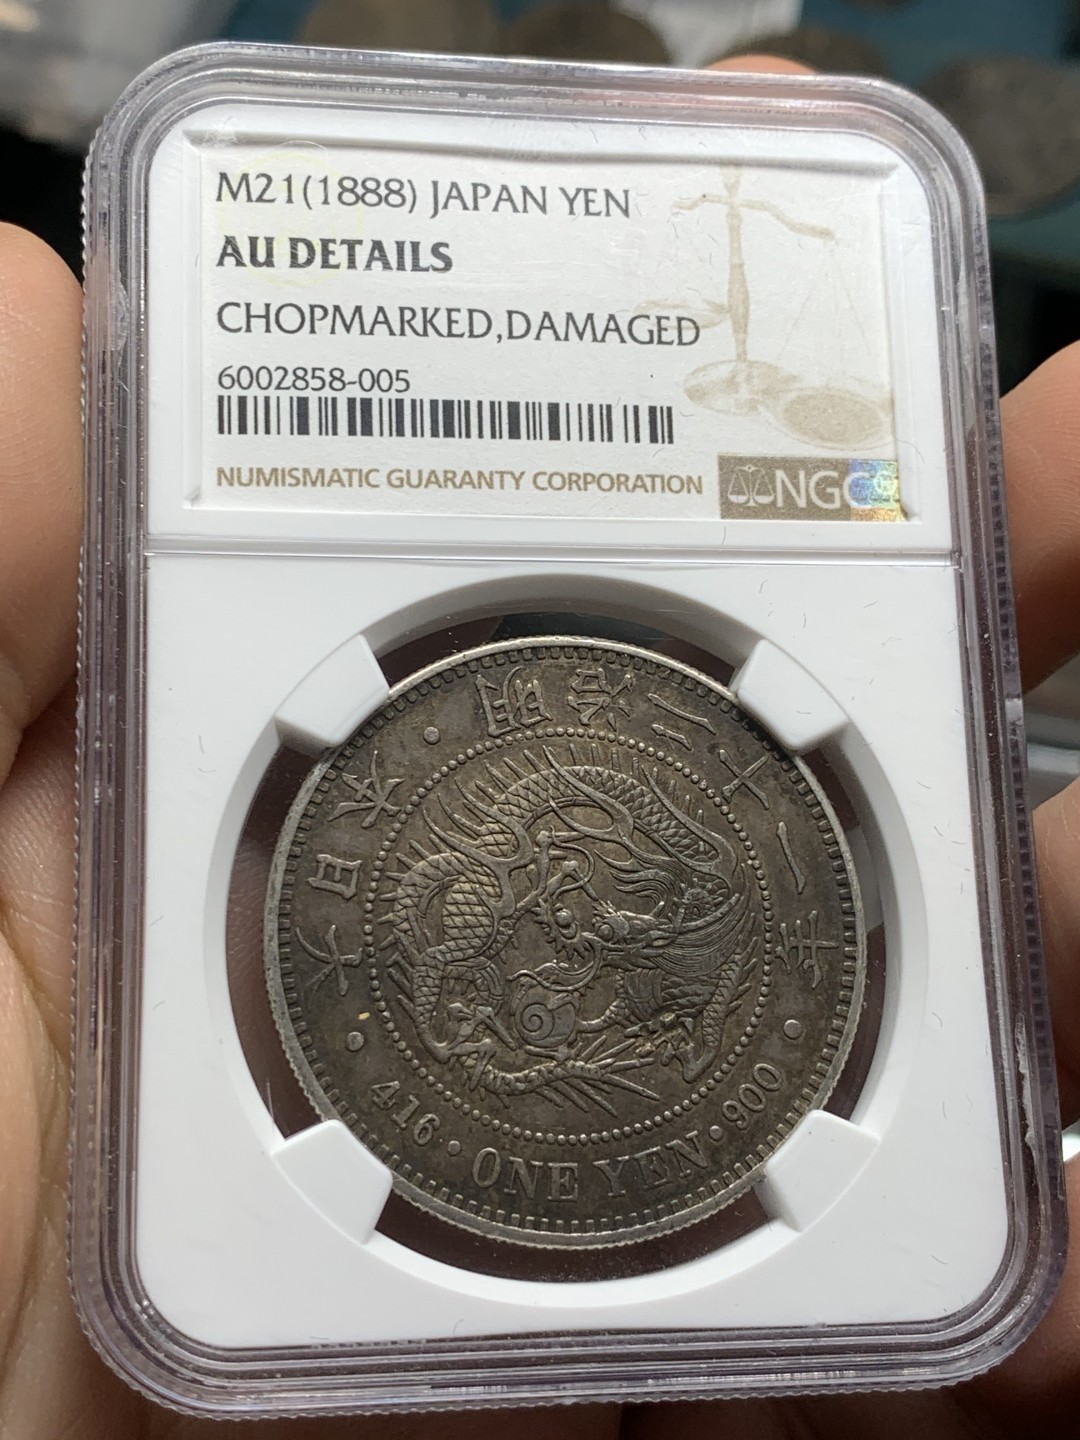 M21(1888) JAPAN YEN
AU DETAILS
CHOPMARKED,DAMAGED
6002858-005
NUMISMATIC GUARANTY CORPORATION
NGC
大日本・明治二十一年・
416・ONE YEN・900